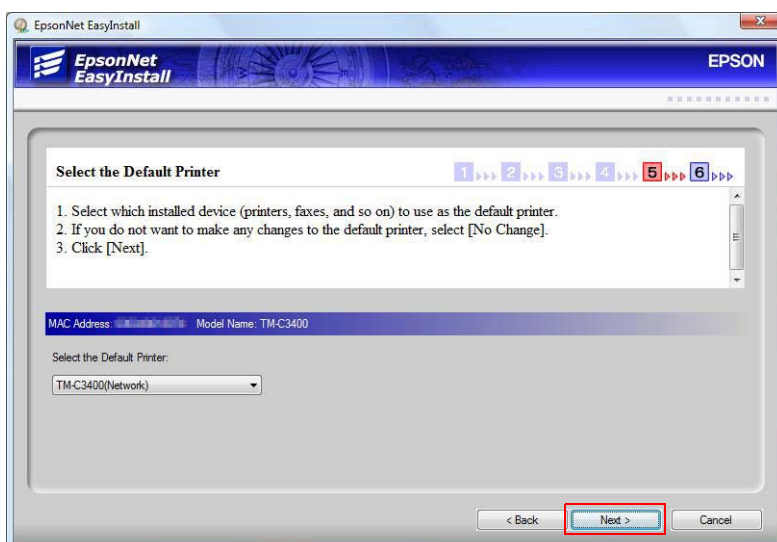 EpsonNet EasyInstall
EpsonNet
EasyInstall
EPSON
Select the Default Printer
1 2 3 4 5 6
1. Select which installed device (printers, faxes, and so on) to use as the default printer.
2. If you do not want to make any changes to the default printer, select [No Change].
3. Click [Next].
MAC Address: Model Name: TM-C3400
Select the Default Printer:
TM-C3400(Network)
< Back Next > Cancel